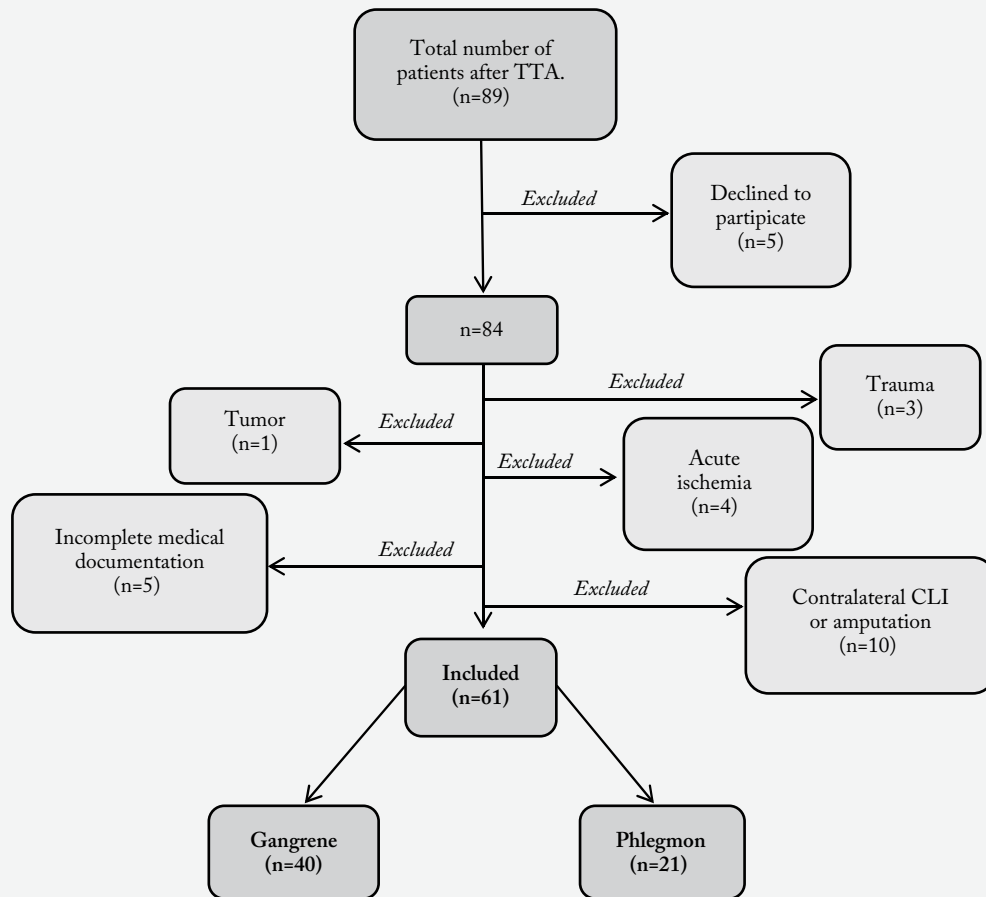 Total number of
patients after TTA.
(n=89)
Excluded
Declined to
partipicate
(n=5)
n=84
Excluded
Trauma
(n=3)
Tumor
(n=1)
Excluded
Excluded
Acute
ischemia
(n=4)
Incomplete medical
documentation
(n=5)
Excluded
Excluded
Contralateral CLI
or amputation
(n=10)
Included
(n=61)
Gangrene
(n=40)
Phlegmon
(n=21)